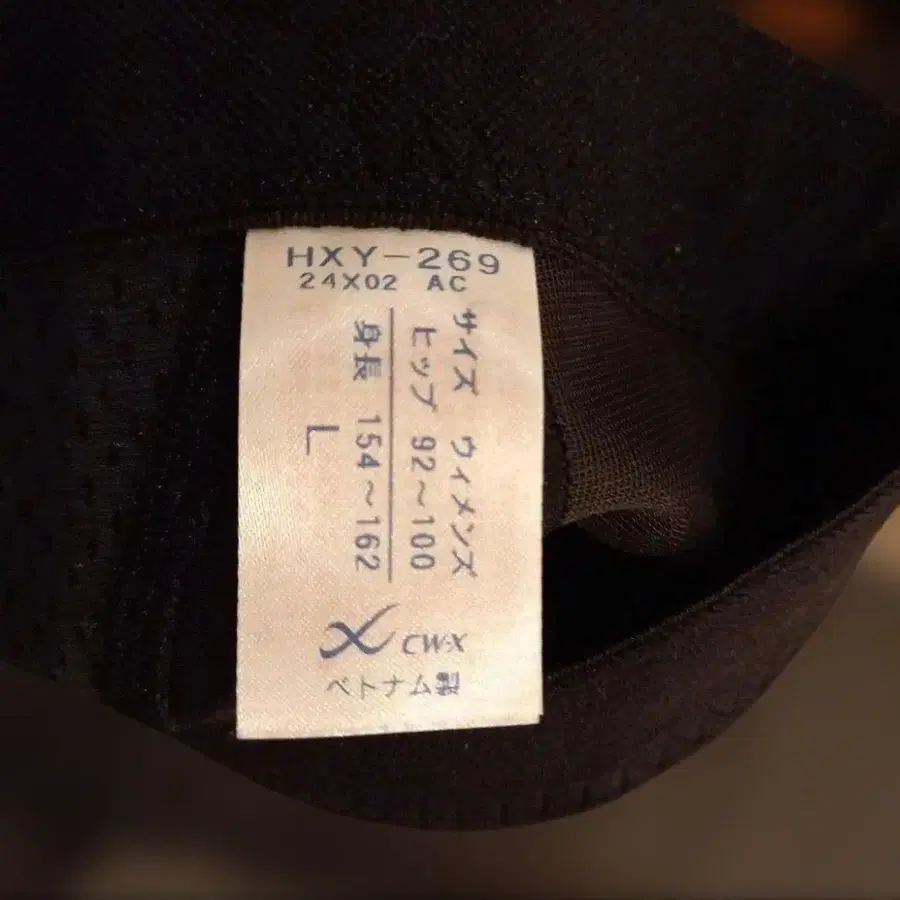 HXY-269
24X02 AC
サイズ ウィメンズ
ヒップ 92~100
身長 154~162
L
CW-X
ベトナム製